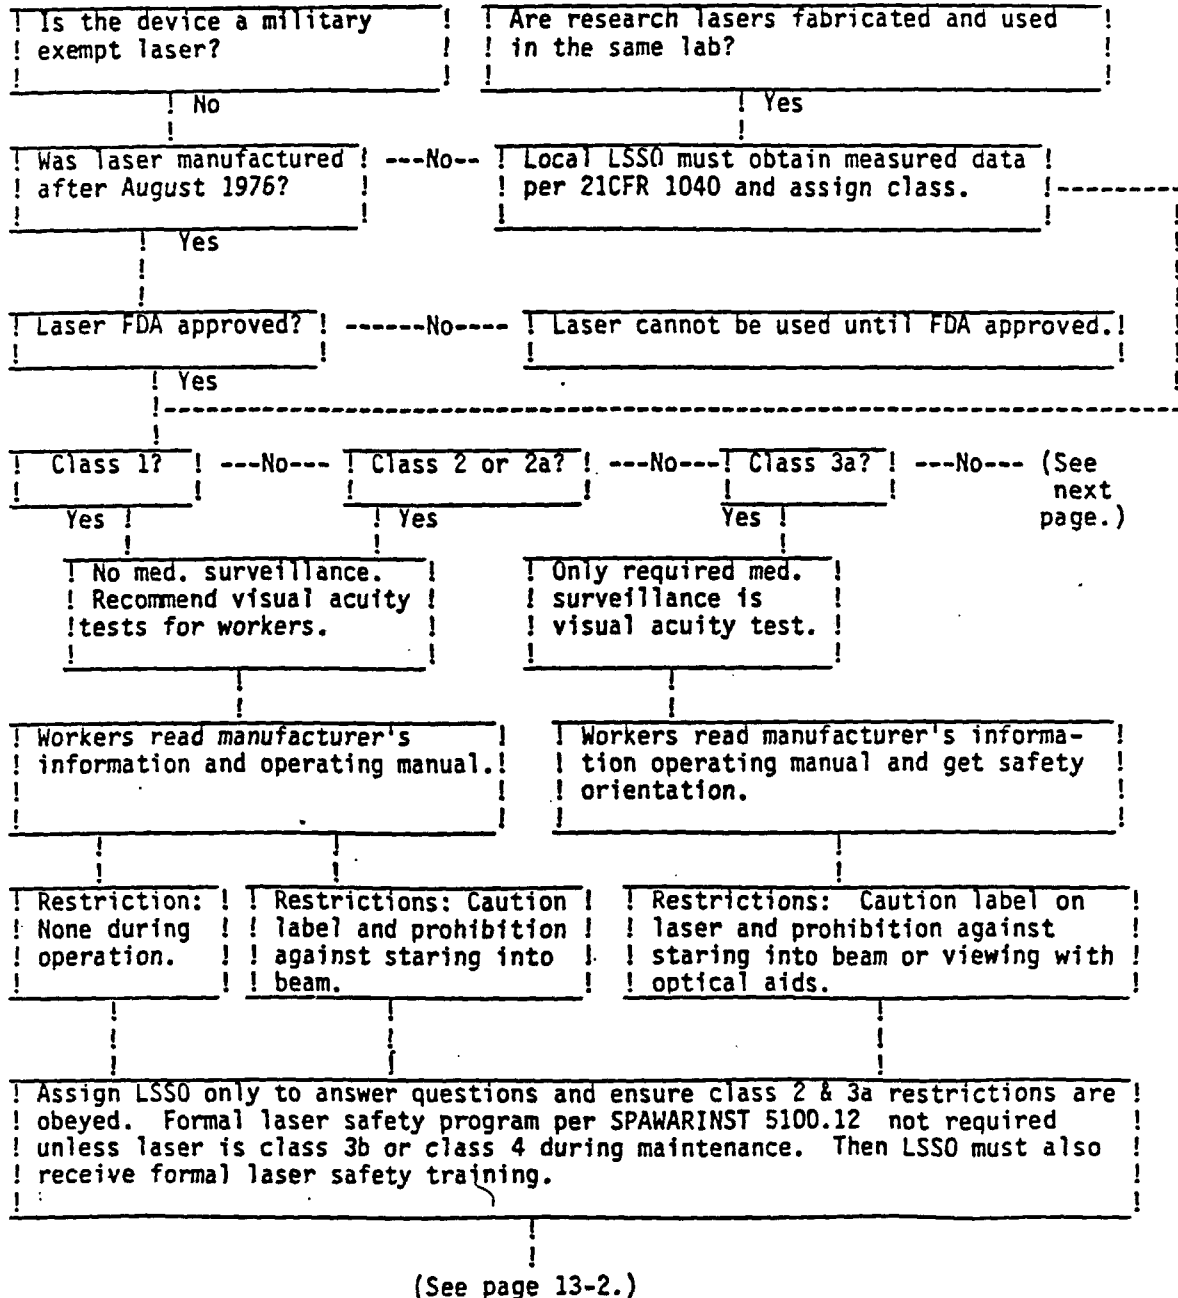 Is the device a military
exempt laser?
Are research lasers fabricated and used
in the same lab?
No
Yes
Was laser manufactured
after August 1976?
---No--
Local LSSO must obtain measured data
per 21CFR 1040 and assign class.
Yes
Laser FDA approved?
------No----
Laser cannot be used until FDA approved.
Yes
Class 1?
---No---
Class 2 or 2a?
---No---
Class 3a?
---No---
(See
next
page.)
Yes
Yes
Yes
No med. surveillance.
Recommend visual acuity
tests for workers.
Only required med.
surveillance is
visual acuity test.
Workers read manufacturer's
information and operating manual.
Workers read manufacturer's informa-
tion operating manual and get safety
orientation.
Restriction:
None during
operation.
Restrictions: Caution
label and prohibition
against staring into
beam.
Restrictions: Caution label on
laser and prohibition against
staring into beam or viewing with
optical aids.
Assign LSSO only to answer questions and ensure class 2 & 3a restrictions are
obeyed. Formal laser safety program per SPAWARINST 5100.12 not required
unless laser is class 3b or class 4 during maintenance. Then LSSO must also
receive formal laser safety training.
(See page 13-2.)